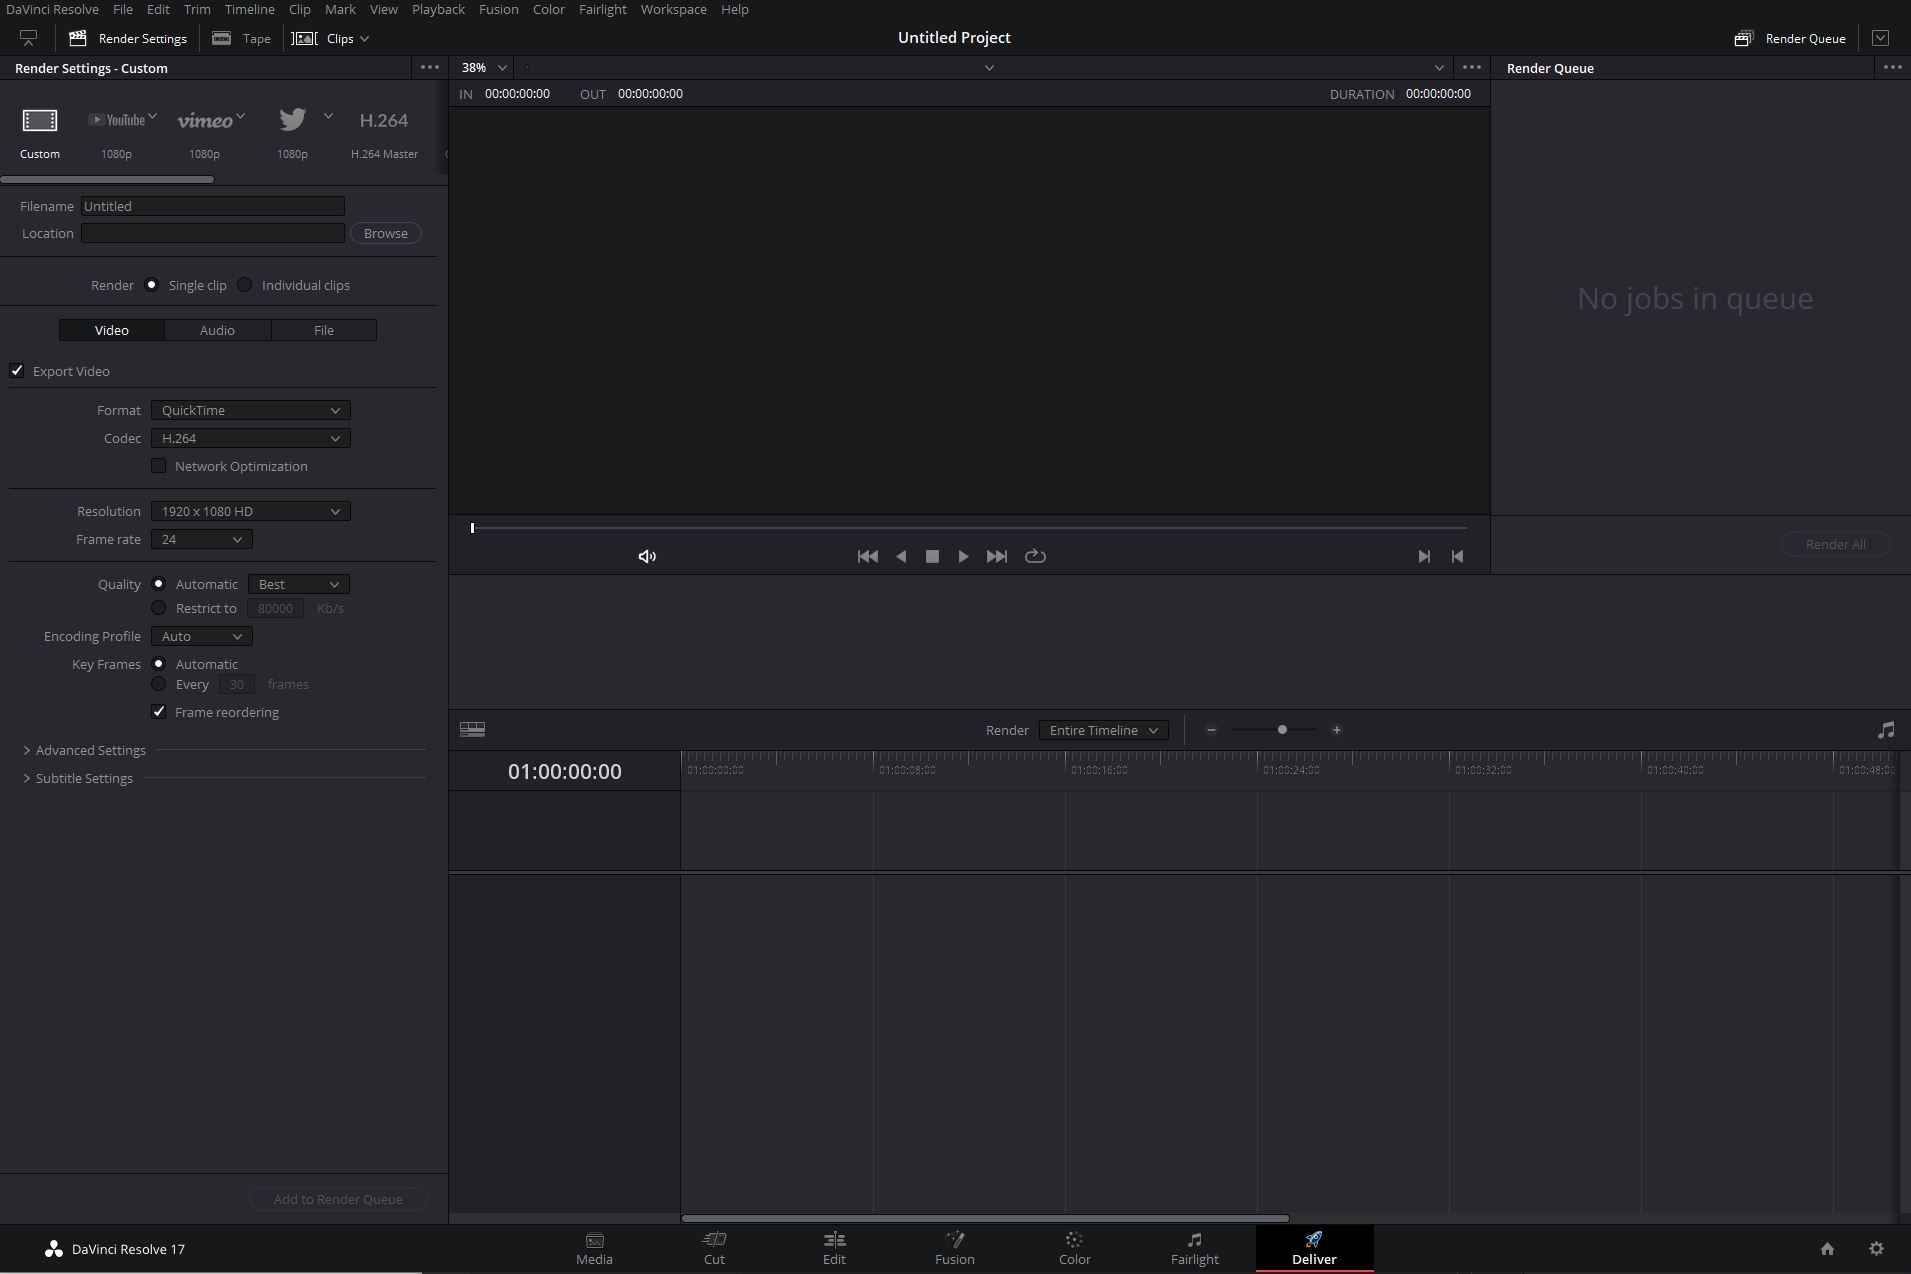 DaVinci Resolve File Edit Trim Timeline Clip Mark View Playback Fusion Color Fairlight Workspace Help
Render Settings Tape Clips Untitled Project Render Queue
Render Settings - Custom 38% Render Queue
IN 00:00:00:00 OUT 00:00:00:00 DURATION 00:00:00:00
YouTube vimeo H.264
Custom 1080p 1080p 1080p H.264 Master
Filename Untitled
Location Browse
Render Single clip Individual clips
No jobs in queue
Video Audio File
Export Video
Format QuickTime
Codec H.264
Network Optimization
Resolution 1920 x 1080 HD
Frame rate 24
Render All
Quality Automatic Best
Restrict to 80000 Kb/s
Encoding Profile Auto
Key Frames Automatic
Every 30 frames
Frame reordering
Render Entire Timeline
Advanced Settings
01:00:00:00 01:00:00:00 01:00:08:00 01:00:16:00 01:00:24:00 01:00:32:00 01:00:40:00 01:00:48:00
Subtitle Settings
Add to Render Queue
DaVinci Resolve 17 Media Cut Edit Fusion Color Fairlight Deliver